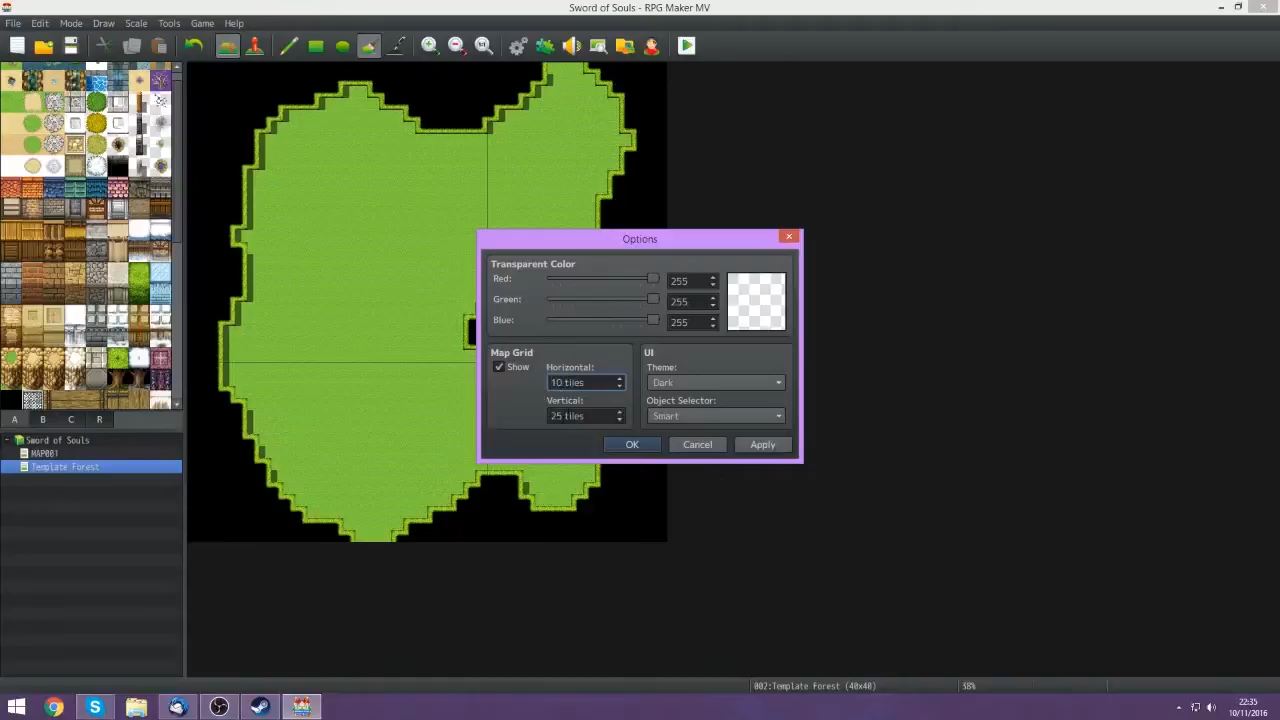 Sword of Souls - RPG Maker MV
File Edit Mode Draw Scale Tools Game Help
Options
Transparent Color
Red: 255
Green: 255
Blue: 255
Map Grid
Show
Horizontal:
10 tiles
Vertical:
25 tiles
UI
Theme:
Dark
Object Selector:
Smart
OK Cancel Apply
A B C R
Sword of Souls
MAP001
Template Forest
002:Template Forest (40x40) 38%
22:35
10/11/2016